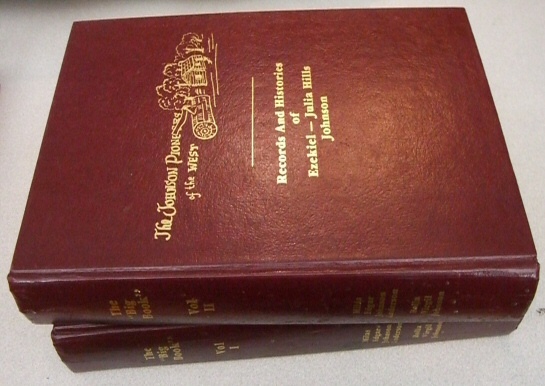 The JOHNSON PIONEERS
of the WEST
Records And Histories
of
Ezekiel – Julia Hills
Johnson
The
"Big
Book"
Vol
II
The
"Big
Book"
Vol
I